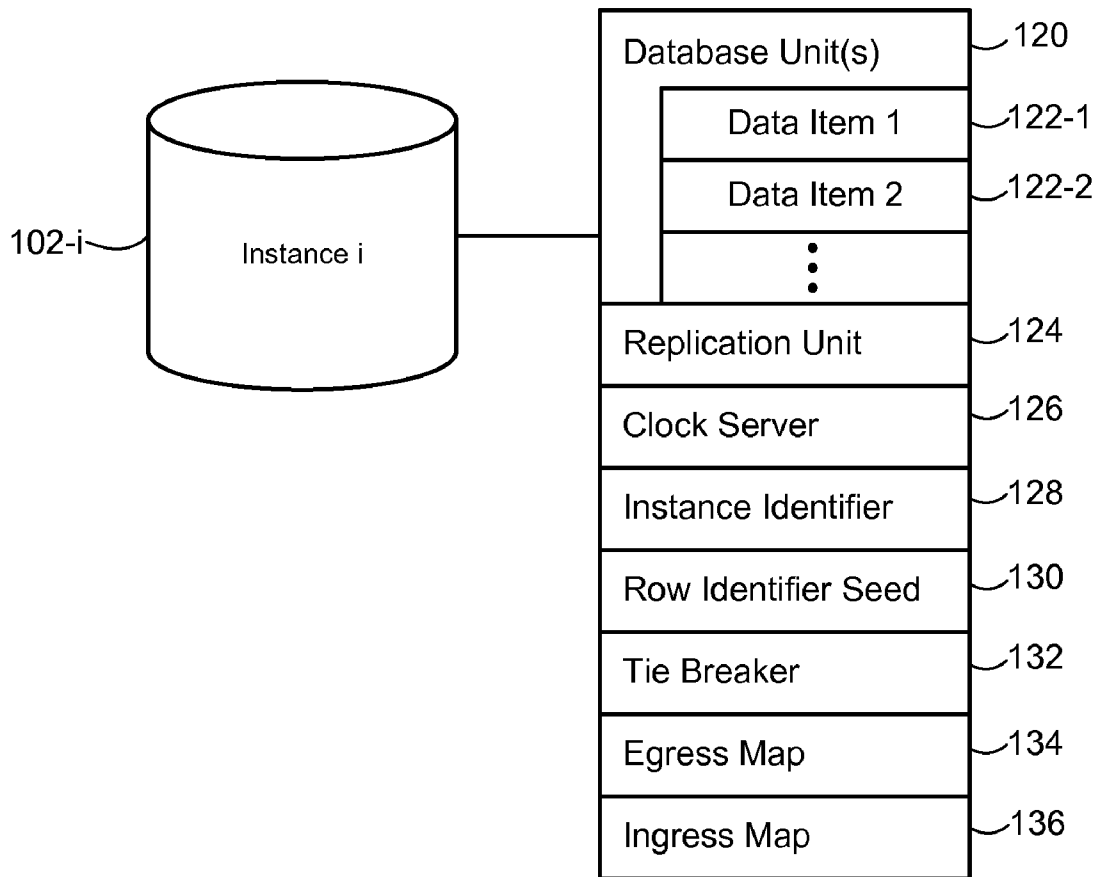 Database Unit(s)
120
Data Item 1
122-1
Data Item 2
122-2
102-i
Instance i
Replication Unit
124
Clock Server
126
Instance Identifier
128
Row Identifier Seed
130
Tie Breaker
132
Egress Map
134
Ingress Map
136